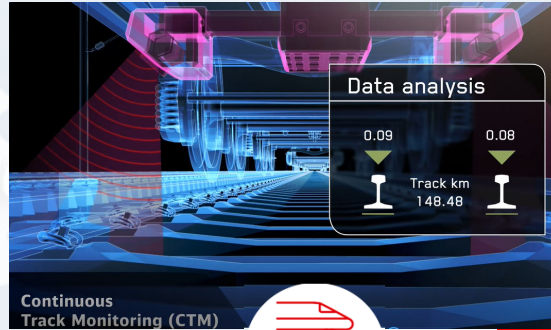 Data analysis
0.09 0.08
Track km
148.48
Continuous
Track Monitoring (CTM)